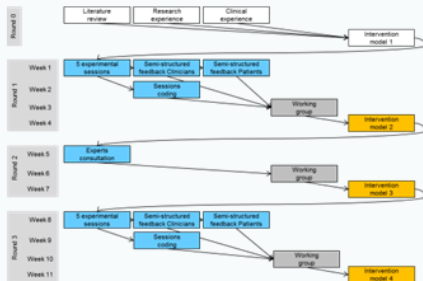 Round 0
Literature review
Research experience
Clinical experience
Intervention model 1
Round 1
Week 1
5 experimental sessions
Semi-structured feedback Clinicians
Semi-structured feedback Patients
Week 2
Sessions coding
Week 3
Working group
Week 4
Intervention model 2
Round 2
Week 5
Experts consultation
Week 6
Working group
Week 7
Intervention model 3
Round 3
Week 8
5 experimental sessions
Semi-structured feedback Clinicians
Semi-structured feedback Patients
Week 9
Sessions coding
Week 10
Working group
Week 11
Intervention model 4